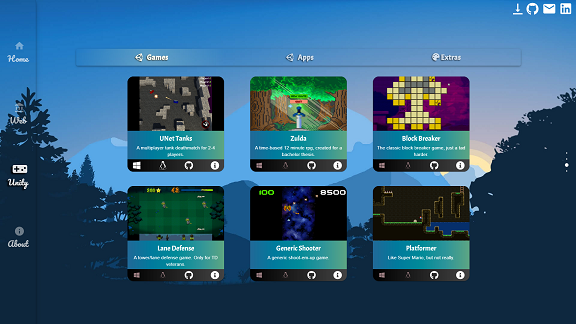 Home
Web
Unity
About
Games
Apps
Extras
UNet Tanks
A multiplayer tank deathmatch for 2-4
players.
Zulda
A time-based 12 minute rpg, created for a
bachelor thesis.
Block Breaker
The classic block breaker game, just a tad
harder
Lane Defense
A tower/lane defense game. Only for TD
veterans.
100
8500
Generic Shooter
A generic shoot-em-up game
Platformer
Like Super Mario, but not really.